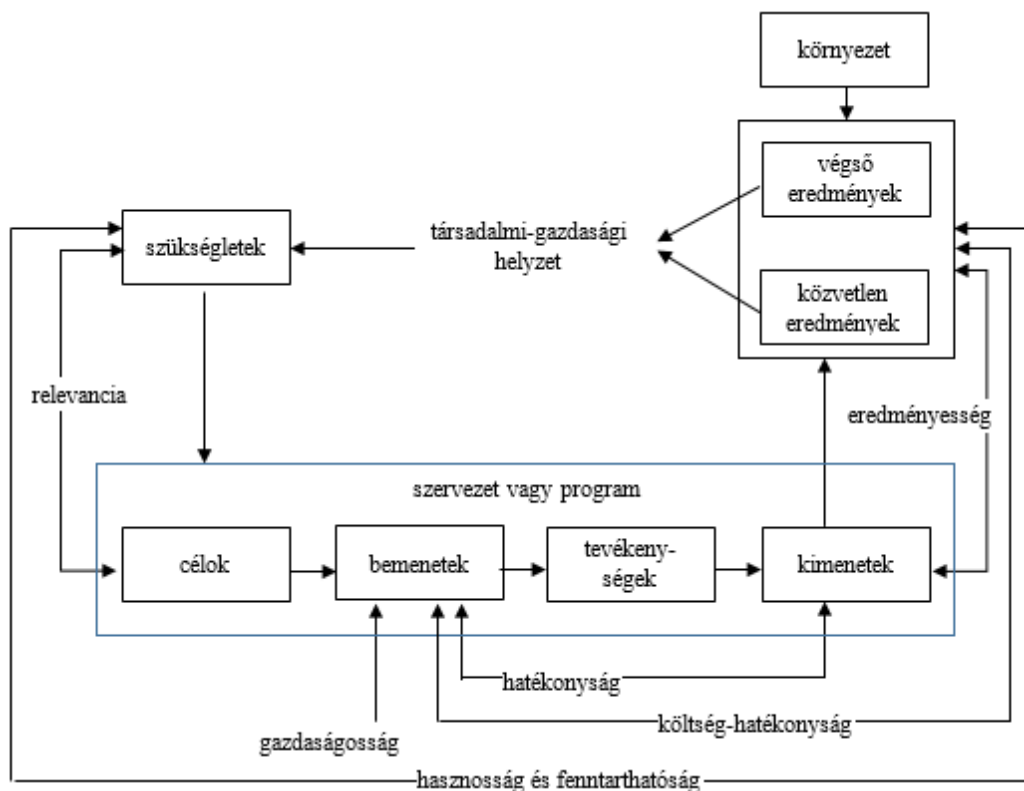 környezet
végső
eredmények
társadalmi-gazdasági
helyzet
szükségletek
közvetlen
eredmények
relevancia
eredményesség
szervezet vagy program
célok
bemenetek
tevékeny-
ségek
kimenetek
hatékonyság
költség-hatékonyság
gazdaságosság
hasznosság és fenntarthatóság